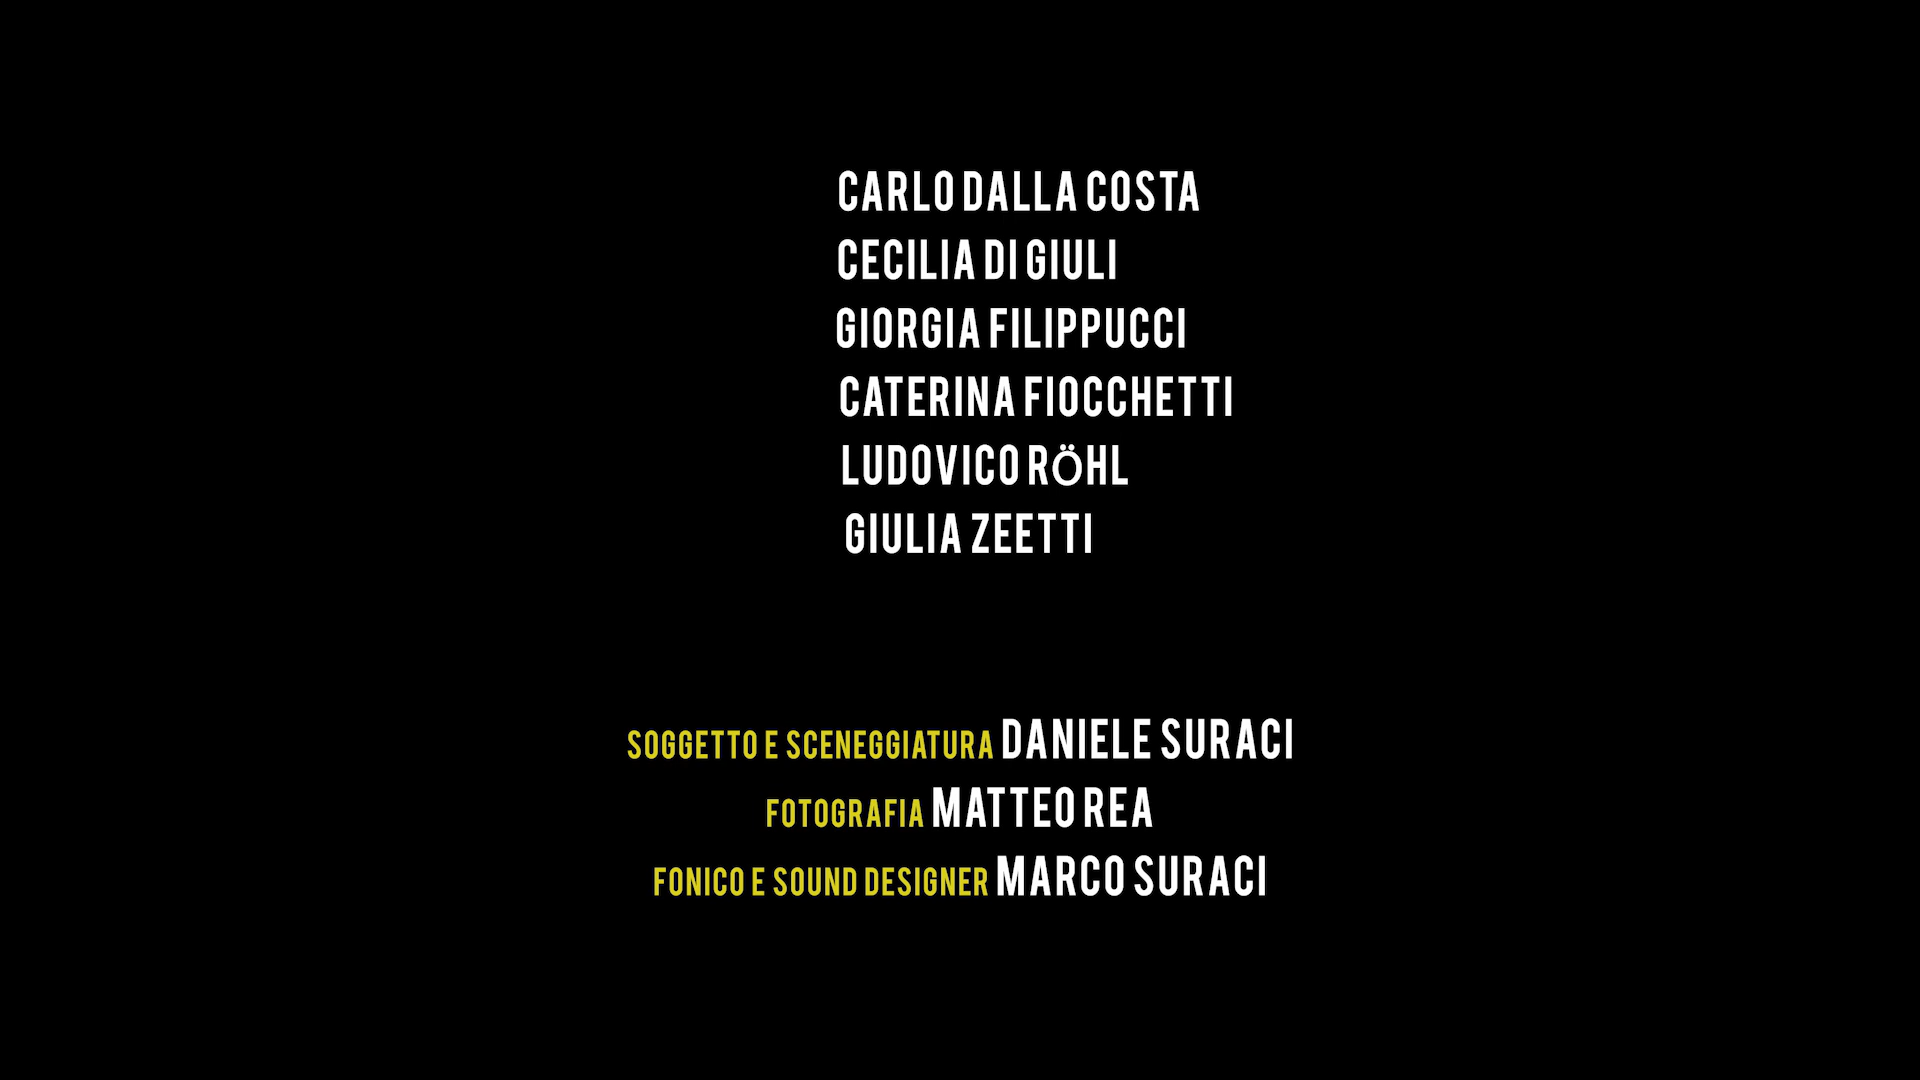 CARLO DALLA COSTA
CECILIA DI GIULI
GIORGIA FILIPPUCCI
CATERINA FIOCCHETTI
LUDOVICO RÖHL
GIULIA ZEETTI
SOGGETTO E SCENEGGIATURA DANIELE SURACI
FOTOGRAFIA MATTEO REA
FONICO E SOUND DESIGNER MARCO SURACI